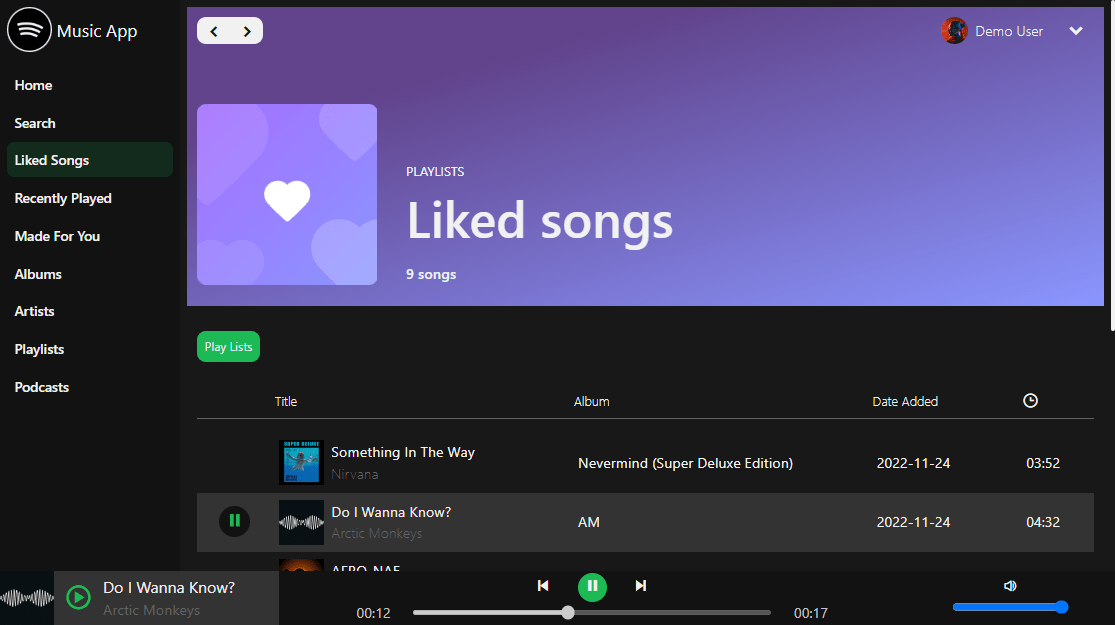 Music App
Home
Search
Liked Songs
Recently Played
Made For You
Albums
Artists
Playlists
Podcasts
Demo User
PLAYLISTS
Liked songs
9 songs
Play Lists
Title Album Date Added
SUPER DELUXE
Something In The Way
Nirvana
Nevermind (Super Deluxe Edition) 2022-11-24 03:52
Do I Wanna Know?
Arctic Monkeys
AM 2022-11-24 04:32
Do I Wanna Know?
Arctic Monkeys
00:12 00:17